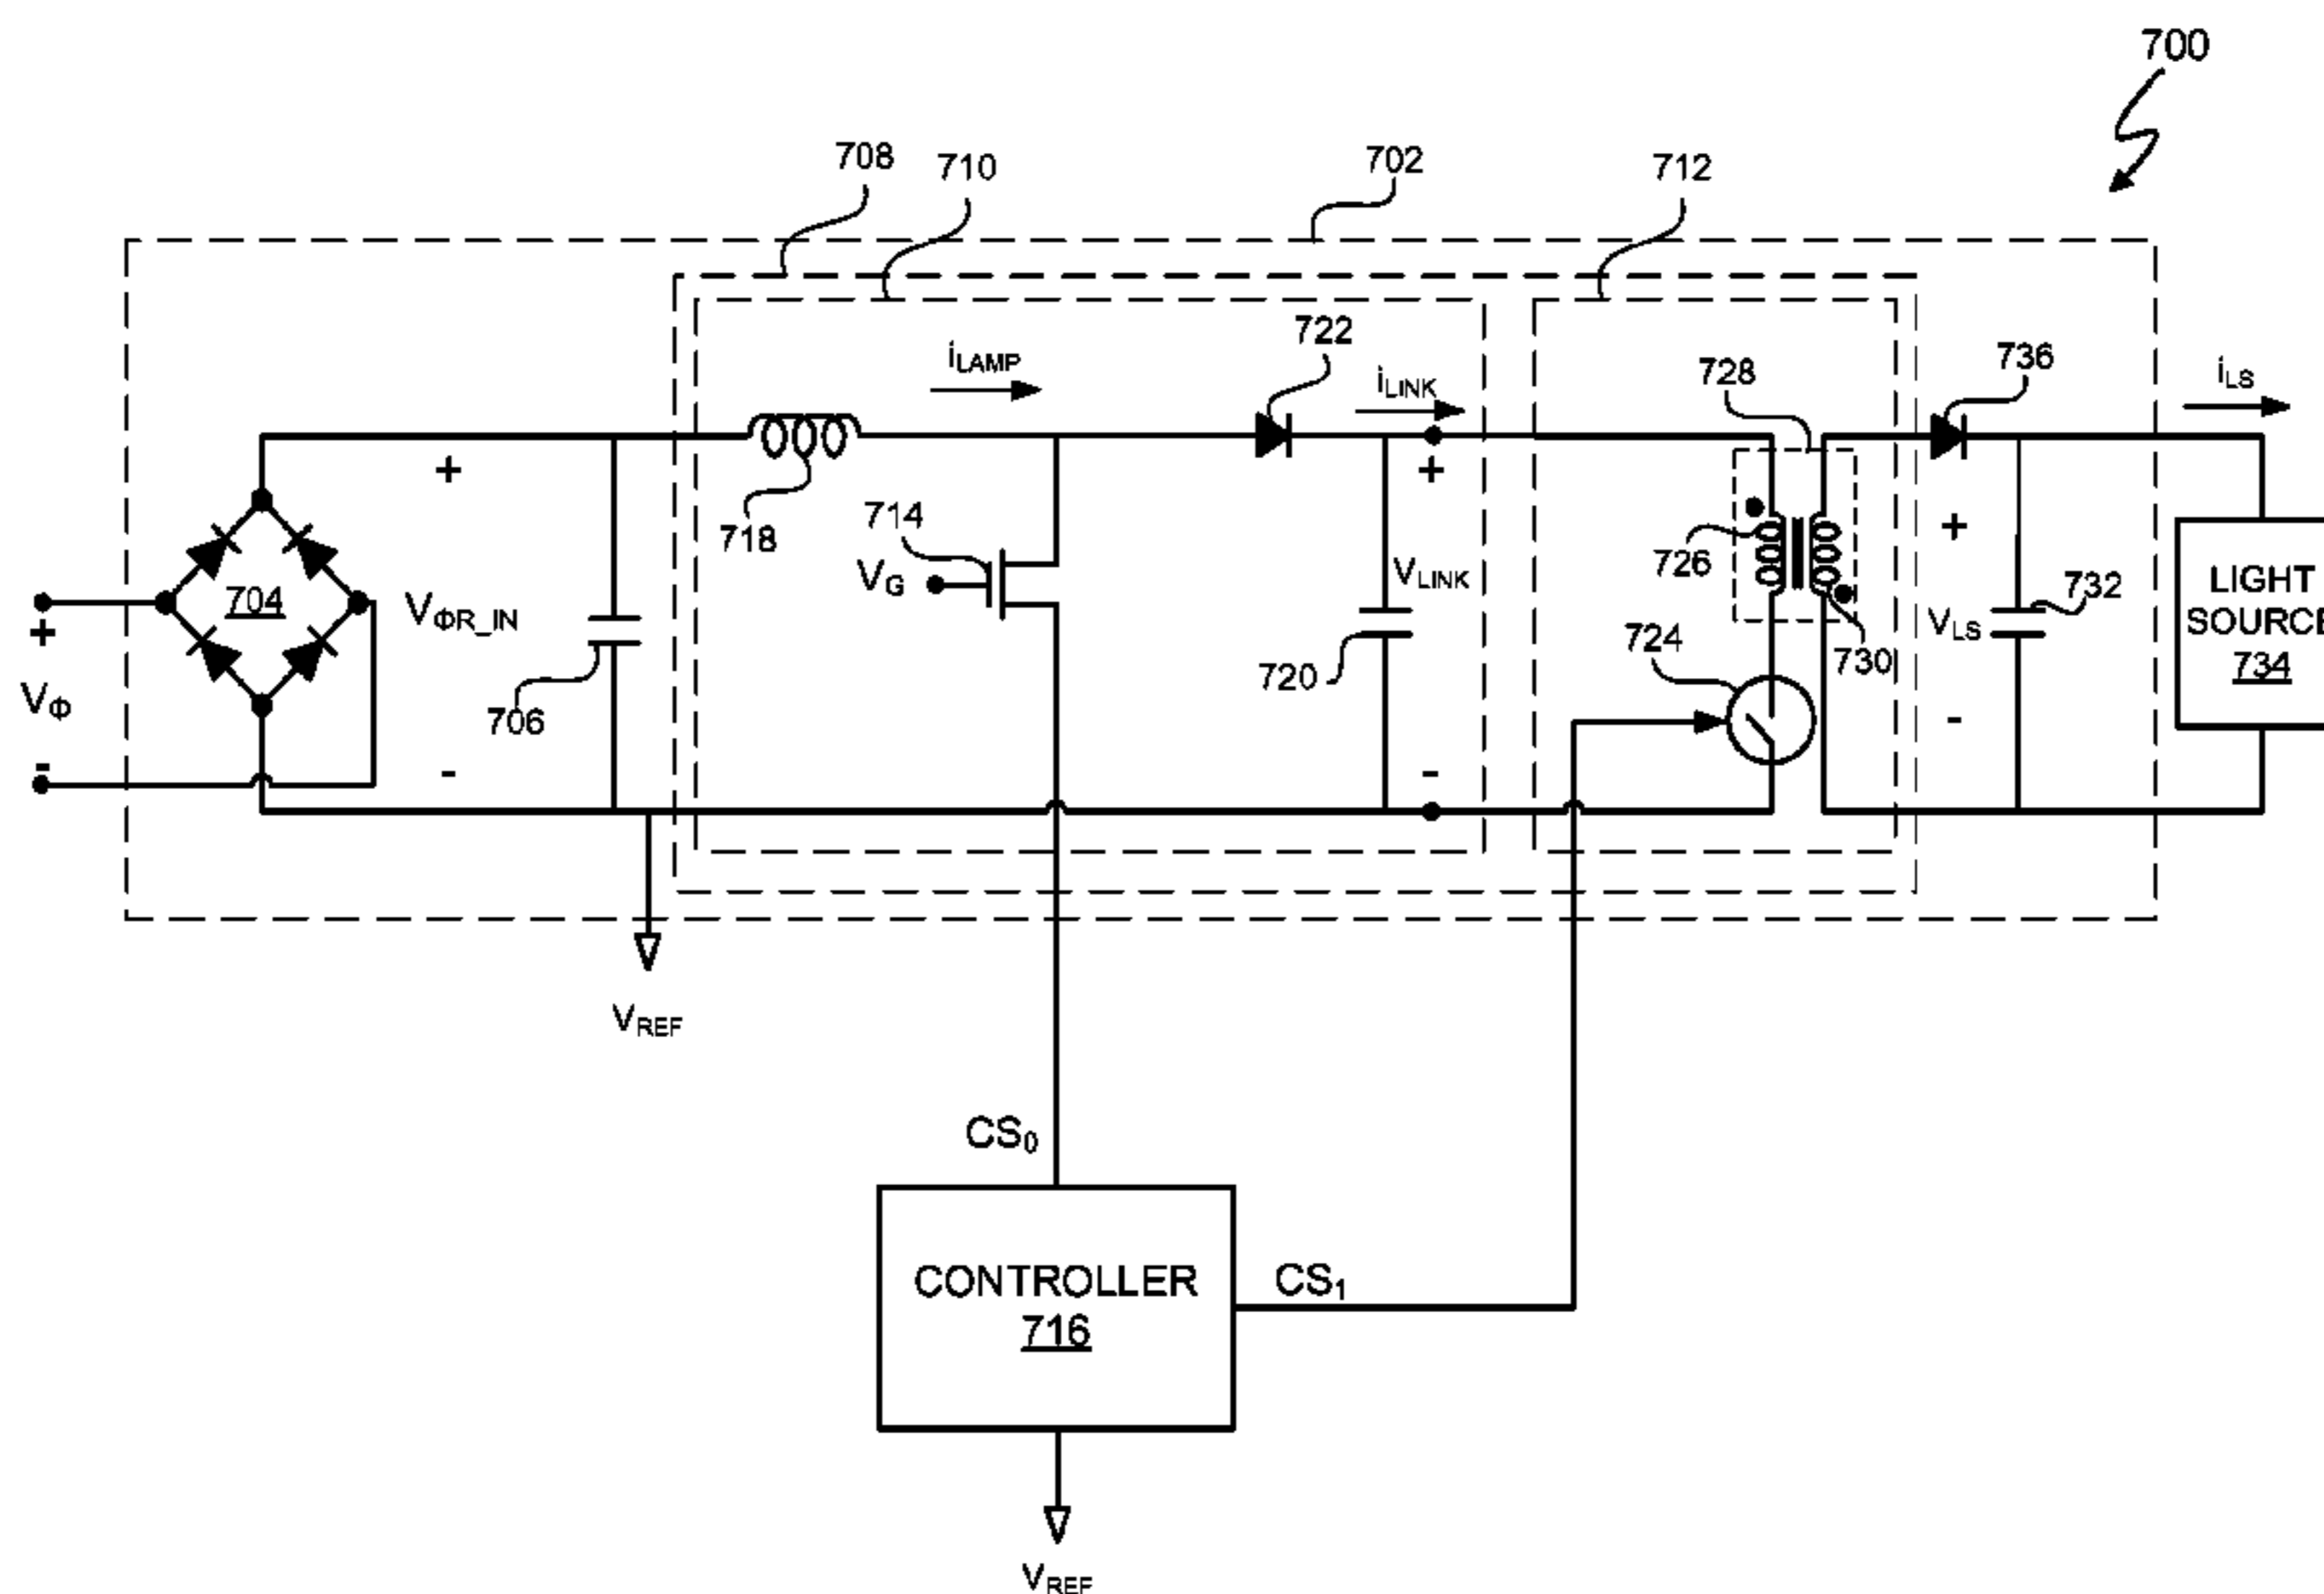 700
708
710
702
712
722
736
iLAMP
iLINK
728
iLS
+
+
+
718
714
VG
726
LIGHT
SOURCE
734
704
VΦR_IN
VLINK
732
+
VΦ
-
706
720
724
730
VLS
-
-
-
VREF
CS0
CONTROLLER
716
CS1
VREF